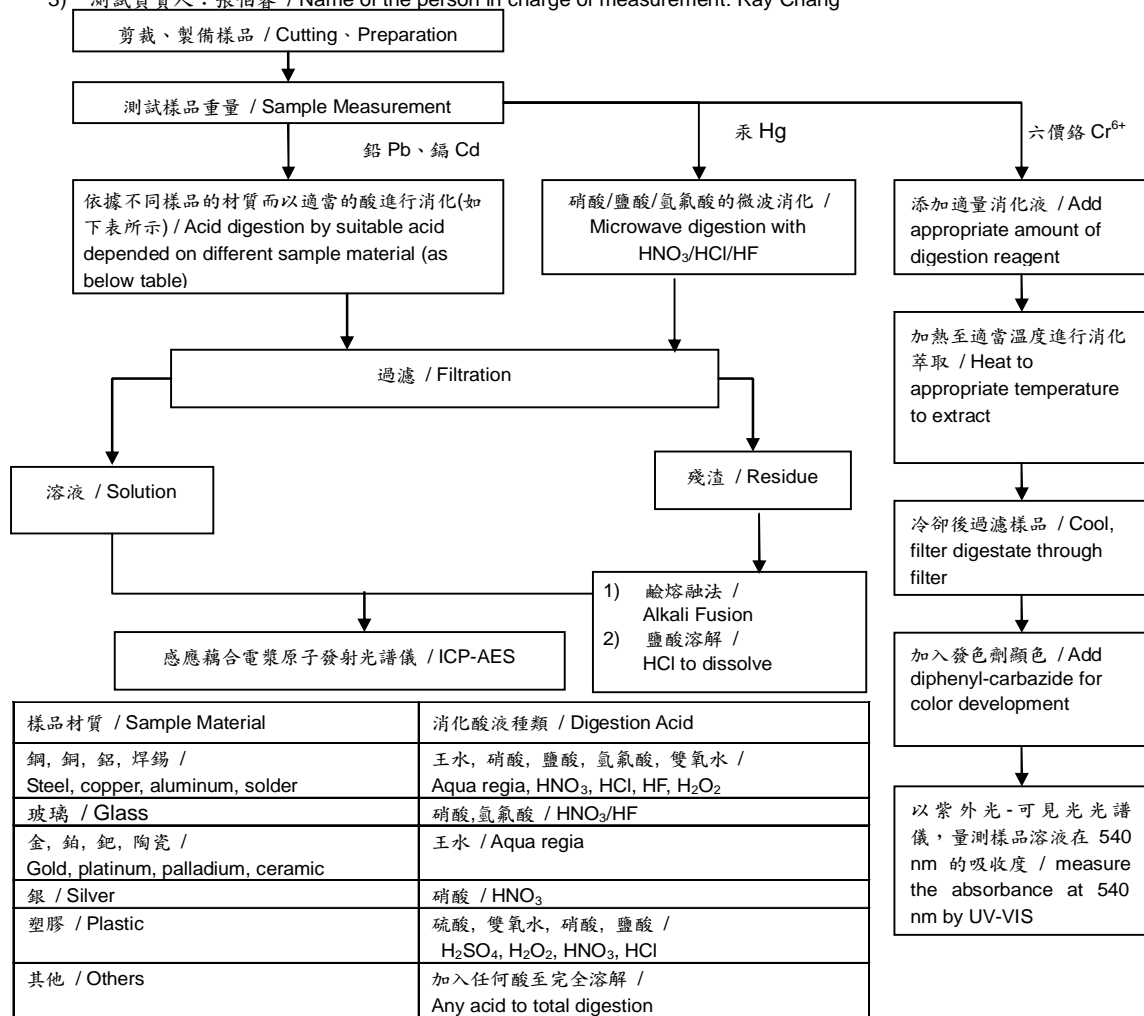 3) 測試負責人：張 / Name of the person in charge of measurement: Ray Chang
剪裁、製備樣品 / Cutting、Preparation
測試樣品重量 / Sample Measurement
鉛 Pb、鎘 Cd
汞 Hg
六價鉻 Cr6+
依據不同樣品的材質而以適當的酸進行消化(如
下表所示) / Acid digestion by suitable acid
depended on different sample material (as
below table)
硝酸/鹽酸/氫氟酸的微波消化 /
Microwave digestion with
HNO3/HCl/HF
添加適量消化液 / Add
appropriate amount of
digestion reagent
過濾 / Filtration
加熱至適當溫度進行消化
萃取 / Heat to
appropriate temperature
to extract
溶液 / Solution
殘渣 / Residue
冷卻後過濾樣品 / Cool,
filter digestate through
filter
1) 鹼熔融法 /
Alkali Fusion
2) 鹽酸溶解 /
HCl to dissolve
感應藕合電漿原子發射光譜儀 / ICP-AES
加入發色劑顯色 / Add
diphenyl-carbazide for
color development
以紫外光-可見光光譜
儀，量測樣品溶液在 540
nm 的吸收度 / measure
the absorbance at 540
nm by UV-VIS
樣品材質 / Sample Material
消化酸液種類 / Digestion Acid
鋼, 銅, 鋁, 焊錫 /
Steel, copper, aluminum, solder
王水, 硝酸, 鹽酸, 氫氟酸, 雙氧水 /
Aqua regia, HNO3, HCl, HF, H2O2
玻璃 / Glass
硝酸,氫氟酸 / HNO3/HF
金, 鉑, 鈀, 陶瓷 /
Gold, platinum, palladium, ceramic
王水 / Aqua regia
銀 / Silver
硝酸 / HNO3
塑膠 / Plastic
硫酸, 雙氧水, 硝酸, 鹽酸 /
H2SO4, H2O2, HNO3, HCl
其他 / Others
加入任何酸至完全溶解 /
Any acid to total digestion